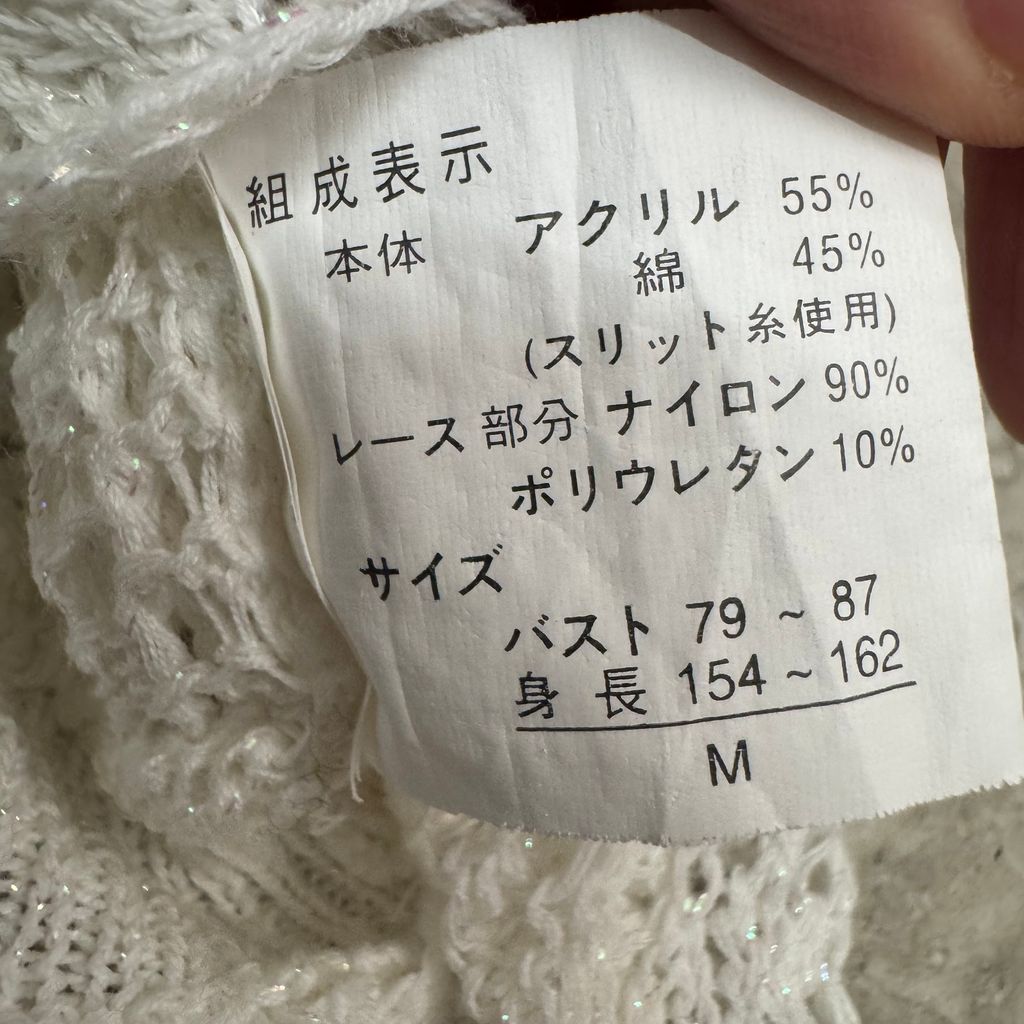 組成表示
本体 アクリル 55%
綿 45%
(スリット糸使用)
レース部分 ナイロン 90%
ポリウレタン 10%
サイズ
バスト 79 ~ 87
身長 154 ~ 162
M